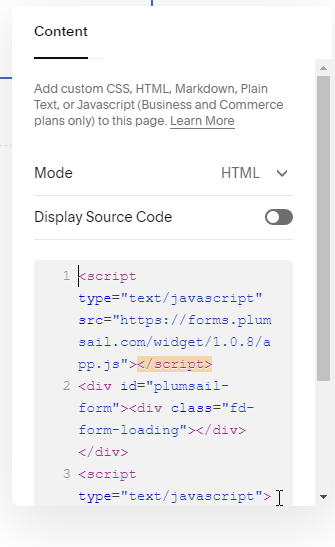 Content
Add custom CSS, HTML, Markdown, Plain
Text, or Javascript (Business and Commerce
plans only) to this page. Learn More
Mode HTML
Display Source Code
1 <script
type="text/javascript"
src="https://forms.plum
sail.com/widget/1.0.8/a
pp.js"></script>
2 <div id="plumsail-
form"><div class="fd-
form-loading"></div>
</div>
3 <script
type="text/javascript">